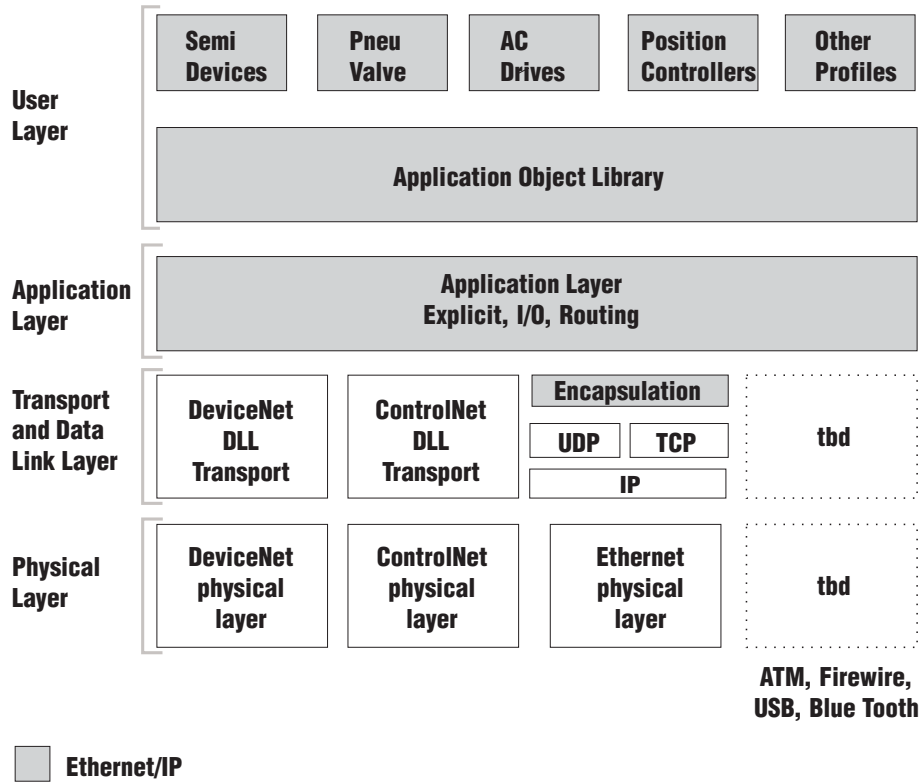 User
Layer
Semi
Devices
Pneu
Valve
AC
Drives
Position
Controllers
Other
Profiles
Application Object Library
Application
Layer
Application Layer
Explicit, I/O, Routing
Transport
and Data
Link Layer
DeviceNet
DLL
Transport
ControlNet
DLL
Transport
Encapsulation
UDP
TCP
IP
tbd
Physical
Layer
DeviceNet
physical
layer
ControlNet
physical
layer
Ethernet
physical
layer
tbd
ATM, Firewire,
USB, Blue Tooth
Ethernet/IP